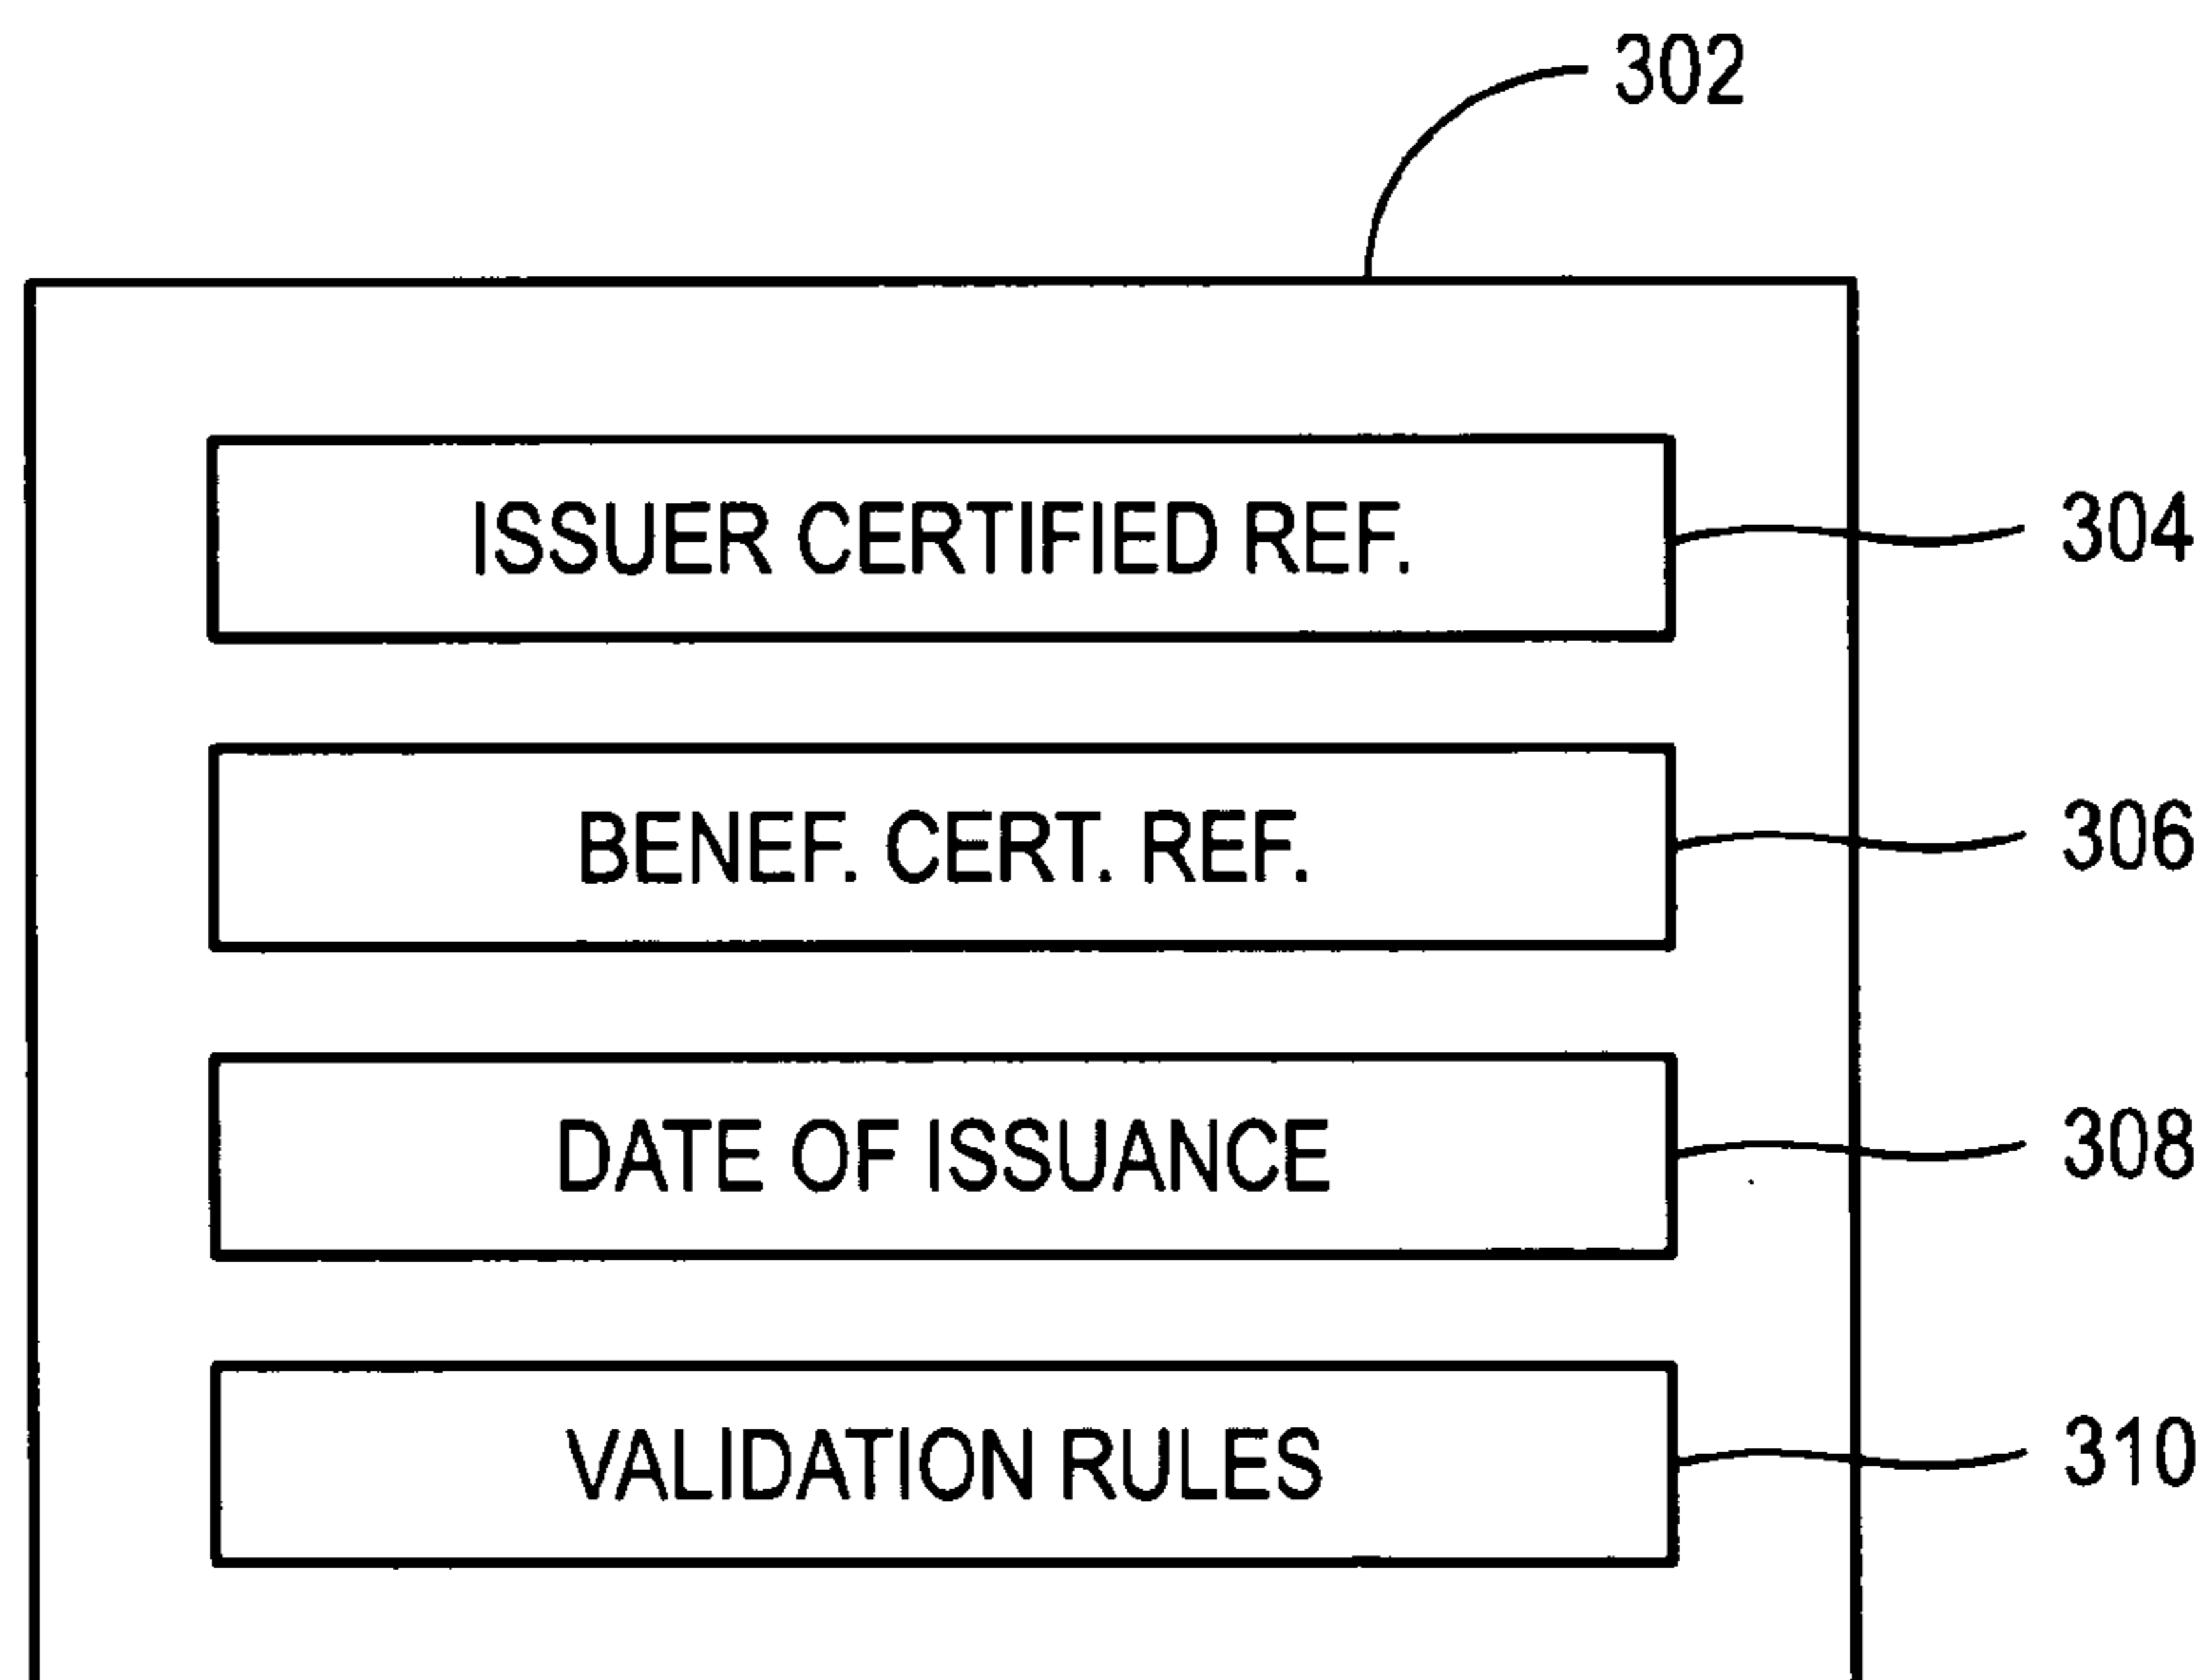 302
ISSUER CERTIFIED REF. 304
BENEF. CERT. REF. 306
DATE OF ISSUANCE 308
VALIDATION RULES 310